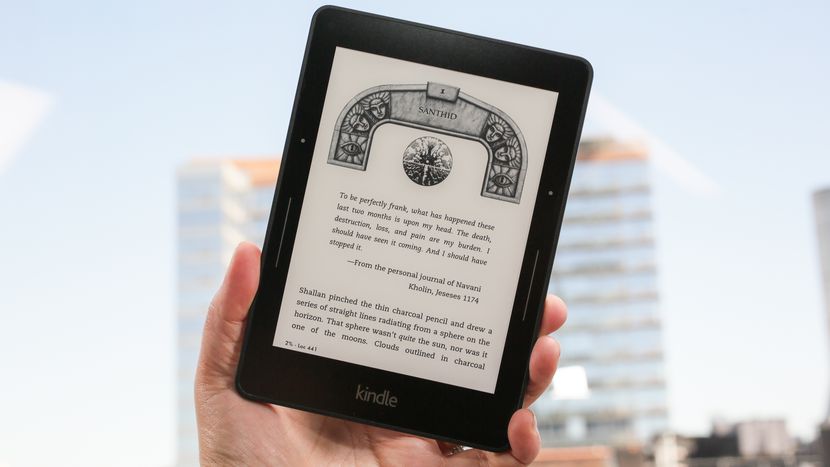 1
SANTHID
To be perfectly frank, what has happened these
last two months is upon my head. The death,
destruction, loss, and pain are my burden. I
should have seen it coming. And I should have
stopped it.
—From the personal journal of Navani
Kholin, Jeseses 1174
Shallan pinched the thin charcoal pencil and drew a
series of straight lines radiating from a sphere on the
horizon. That sphere wasn't quite the sun, nor was it
one of the moons. Clouds outlined in charcoal
2% · Loc 441
kindle